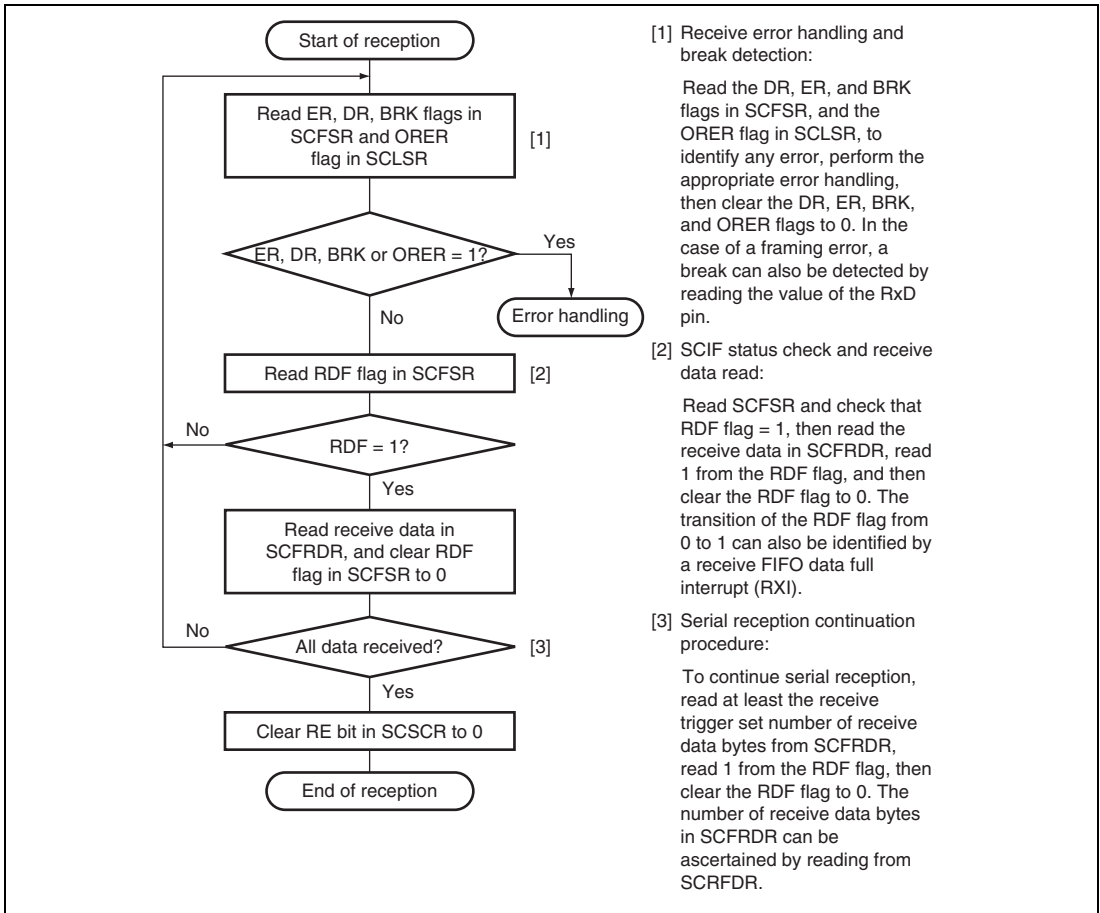 Start of reception
Read ER, DR, BRK flags in
SCFSR and ORER
flag in SCLSR
[1]
ER, DR, BRK or ORER = 1?
Yes
Error handling
No
Read RDF flag in SCFSR
[2]
No
RDF = 1?
Yes
Read receive data in
SCFRDR, and clear RDF
flag in SCFSR to 0
No
All data received?
[3]
Yes
Clear RE bit in SCSCR to 0
End of reception
[1] Receive error handling and
break detection:
Read the DR, ER, and BRK
flags in SCFSR, and the
ORER flag in SCLSR, to
identify any error, perform the
appropriate error handling,
then clear the DR, ER, BRK,
and ORER flags to 0. In the
case of a framing error, a
break can also be detected by
reading the value of the RxD
pin.
[2] SCIF status check and receive
data read:
Read SCFSR and check that
RDF flag = 1, then read the
receive data in SCFRDR, read
1 from the RDF flag, and then
clear the RDF flag to 0. The
transition of the RDF flag from
0 to 1 can also be identified by
a receive FIFO data full
interrupt (RXI).
[3] Serial reception continuation
procedure:
To continue serial reception,
read at least the receive
trigger set number of receive
data bytes from SCFRDR,
read 1 from the RDF flag, then
clear the RDF flag to 0. The
number of receive data bytes
in SCFRDR can be
ascertained by reading from
SCRFDR.